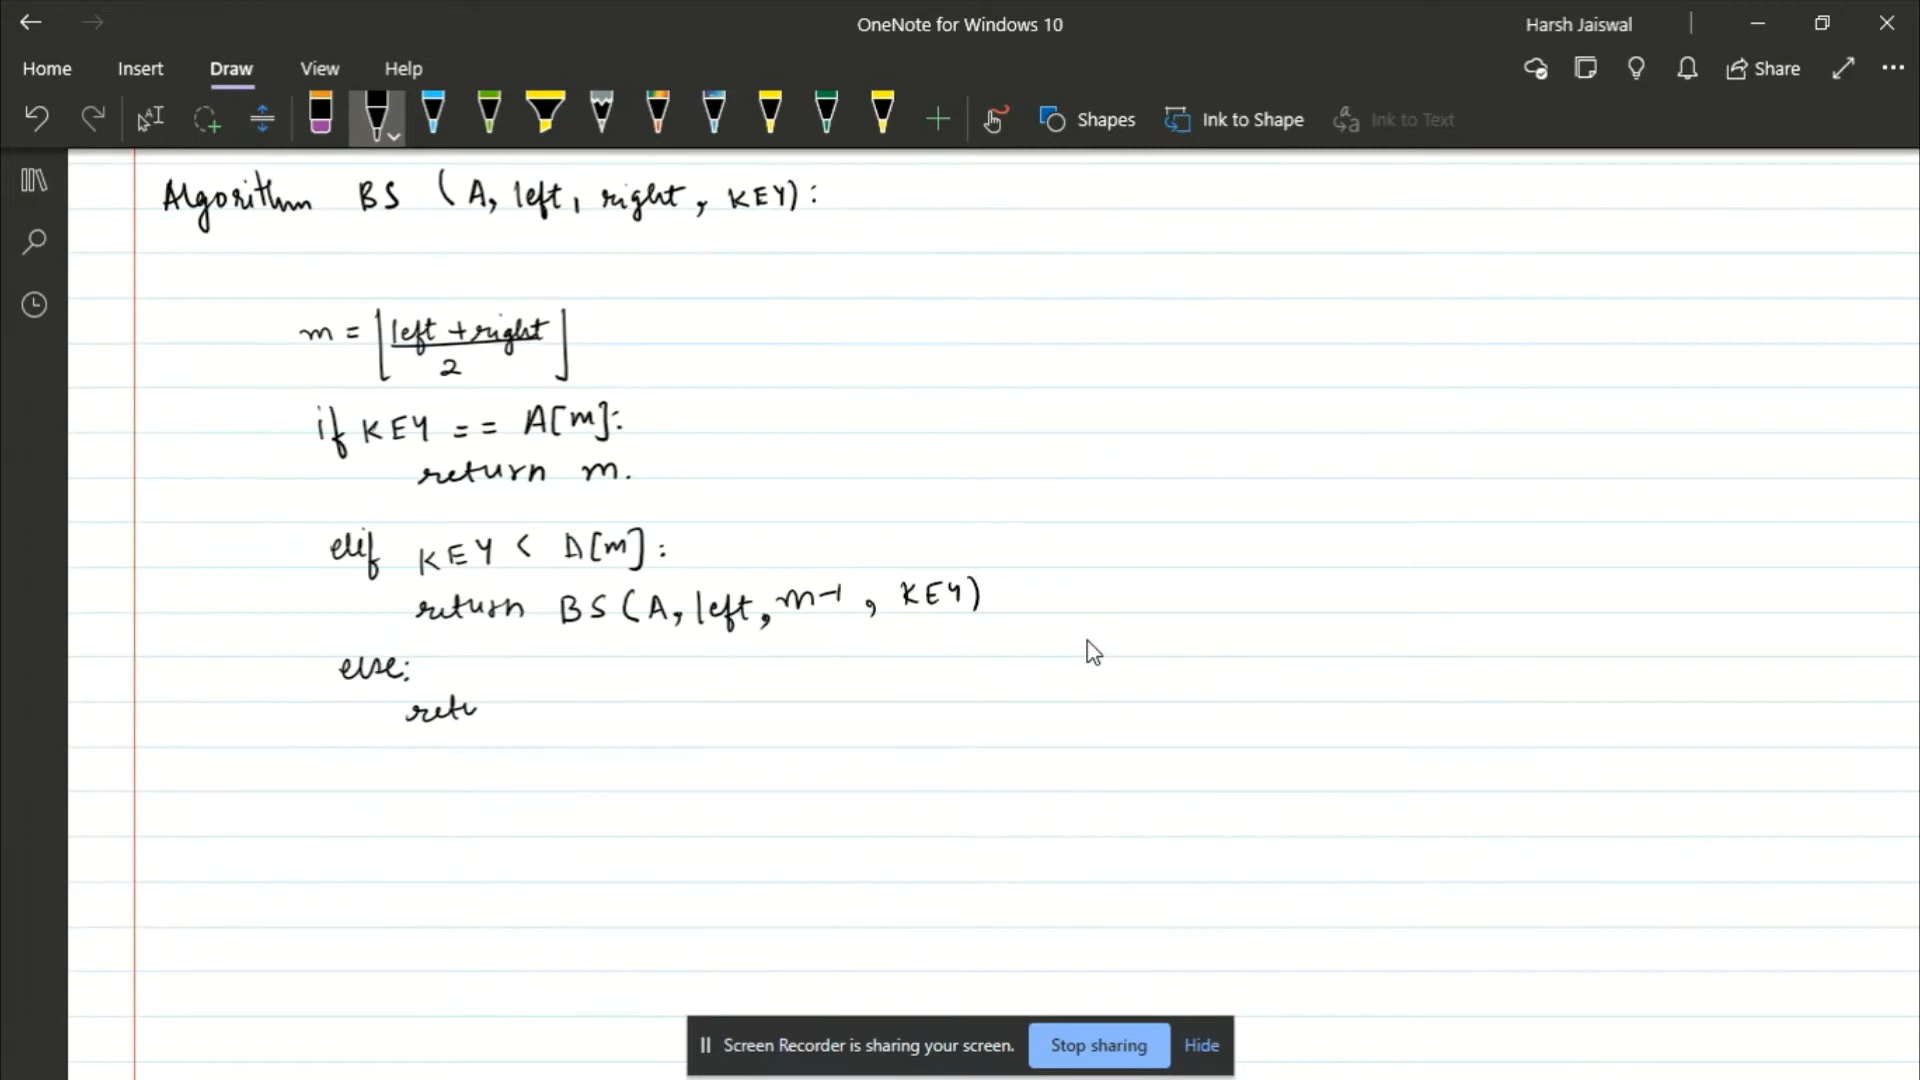 OneNote for Windows 10
Harsh Jaiswal
Home Insert Draw View Help
Share
Shapes Ink to Shape Ink to Text
Algorithm BS (A, left, right, KEY):
m = ⌊(left + right)/2⌋
if KEY == A[m]:
return m.
elif KEY < A[m]:
return BS(A, left, m-1, KEY)
else:
retu
Screen Recorder is sharing your screen. Stop sharing Hide